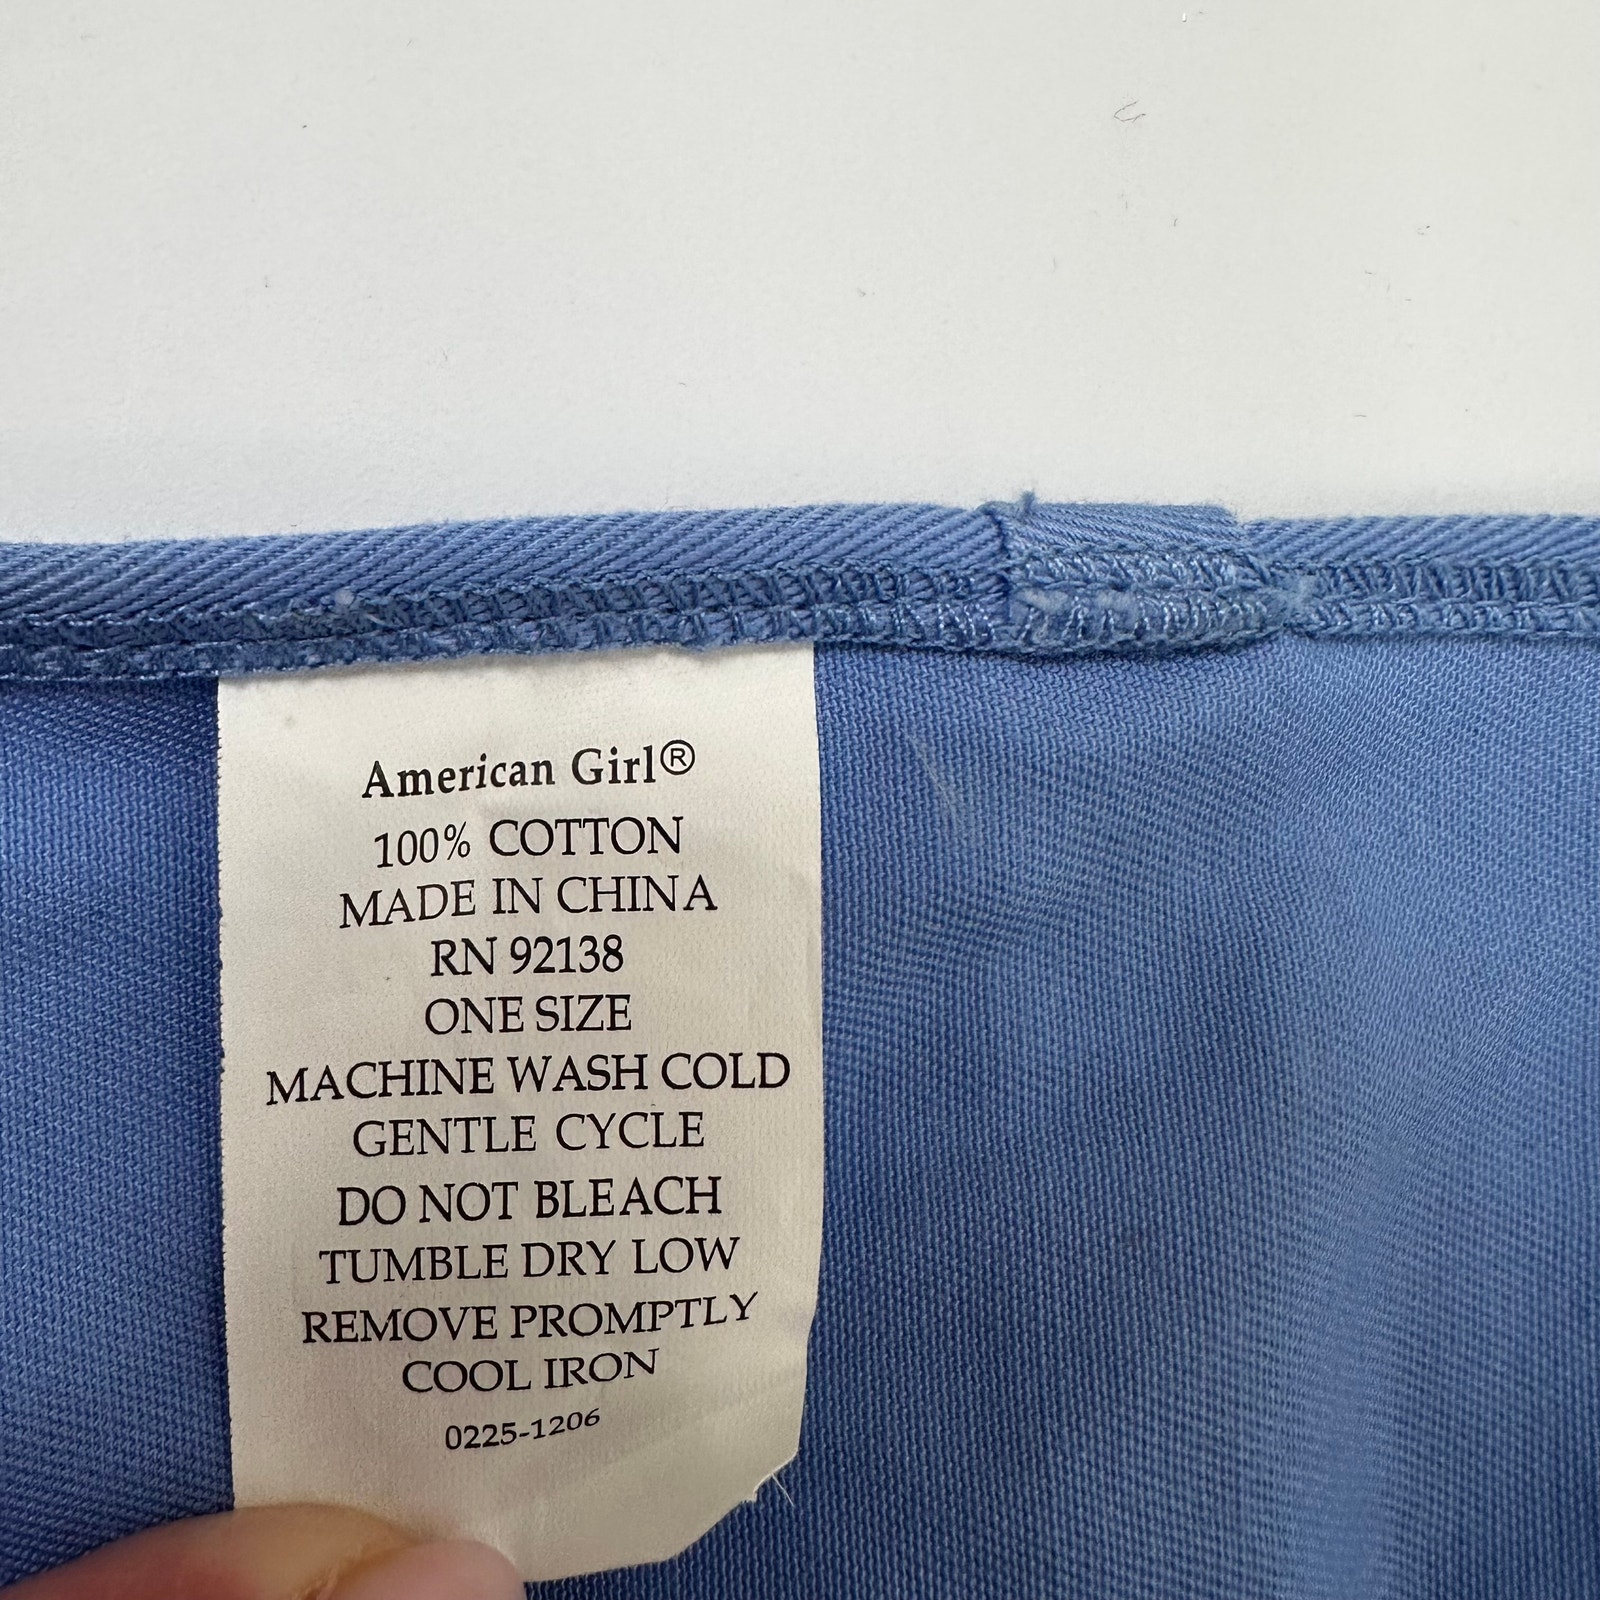 American Girl®
100% COTTON
MADE IN CHINA
RN 92138
ONE SIZE
MACHINE WASH COLD
GENTLE CYCLE
DO NOT BLEACH
TUMBLE DRY LOW
REMOVE PROMPTLY
COOL IRON
0225-1206